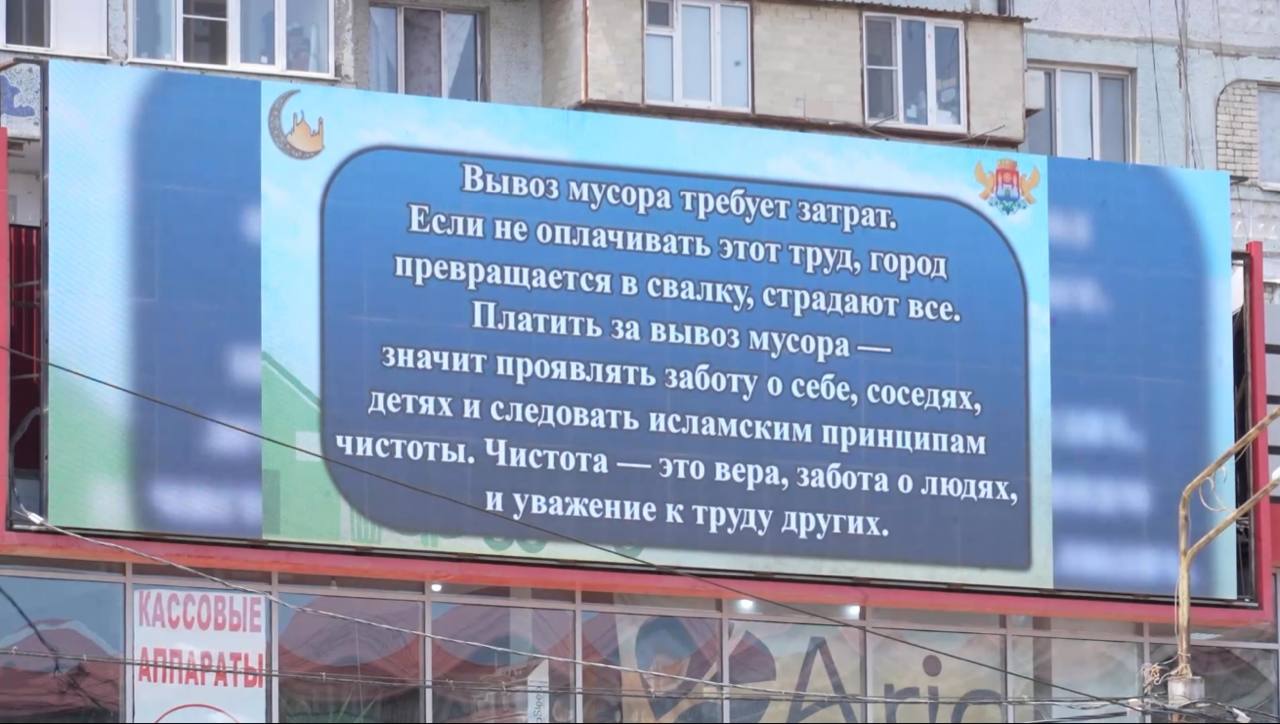 Вывоз мусора требует затрат.
Если не оплачивать этот труд, город
превращается в свалку, страдают все.
Платить за вывоз мусора —
значит проявлять заботу о себе, соседях,
детях и следовать исламским принципам
чистоты. Чистота — это вера, забота о людях,
и уважение к труду других.
КАССОВЫЕ
АППАРАТЫ